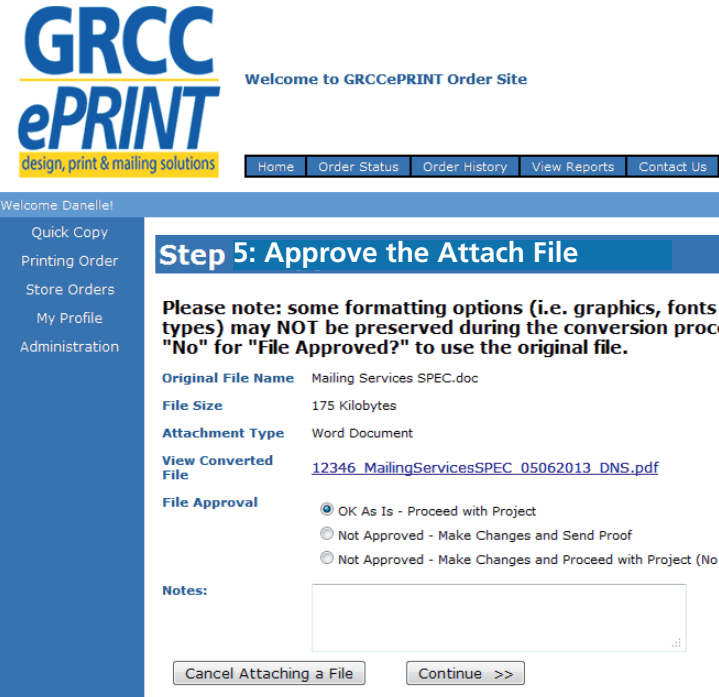 GRCC
ePRINT
design, print & mailing solutions
Welcome to GRCCePRINT Order Site
Home Order Status Order History View Reports Contact Us
Welcome Danelle!
Quick Copy
Printing Order
Store Orders
My Profile
Administration
Step 5: Approve the Attach File
Please note: some formatting options (i.e. graphics, fonts
types) may NOT be preserved during the conversion proce
"No" for "File Approved?" to use the original file.
Original File Name Mailing Services SPEC.doc
File Size 175 Kilobytes
Attachment Type Word Document
View Converted
File
12346_MailingServicesSPEC_05062013_DNS.pdf
File Approval
OK As Is - Proceed with Project
Not Approved - Make Changes and Send Proof
Not Approved - Make Changes and Proceed with Project (No
Notes:
Cancel Attaching a File Continue >>